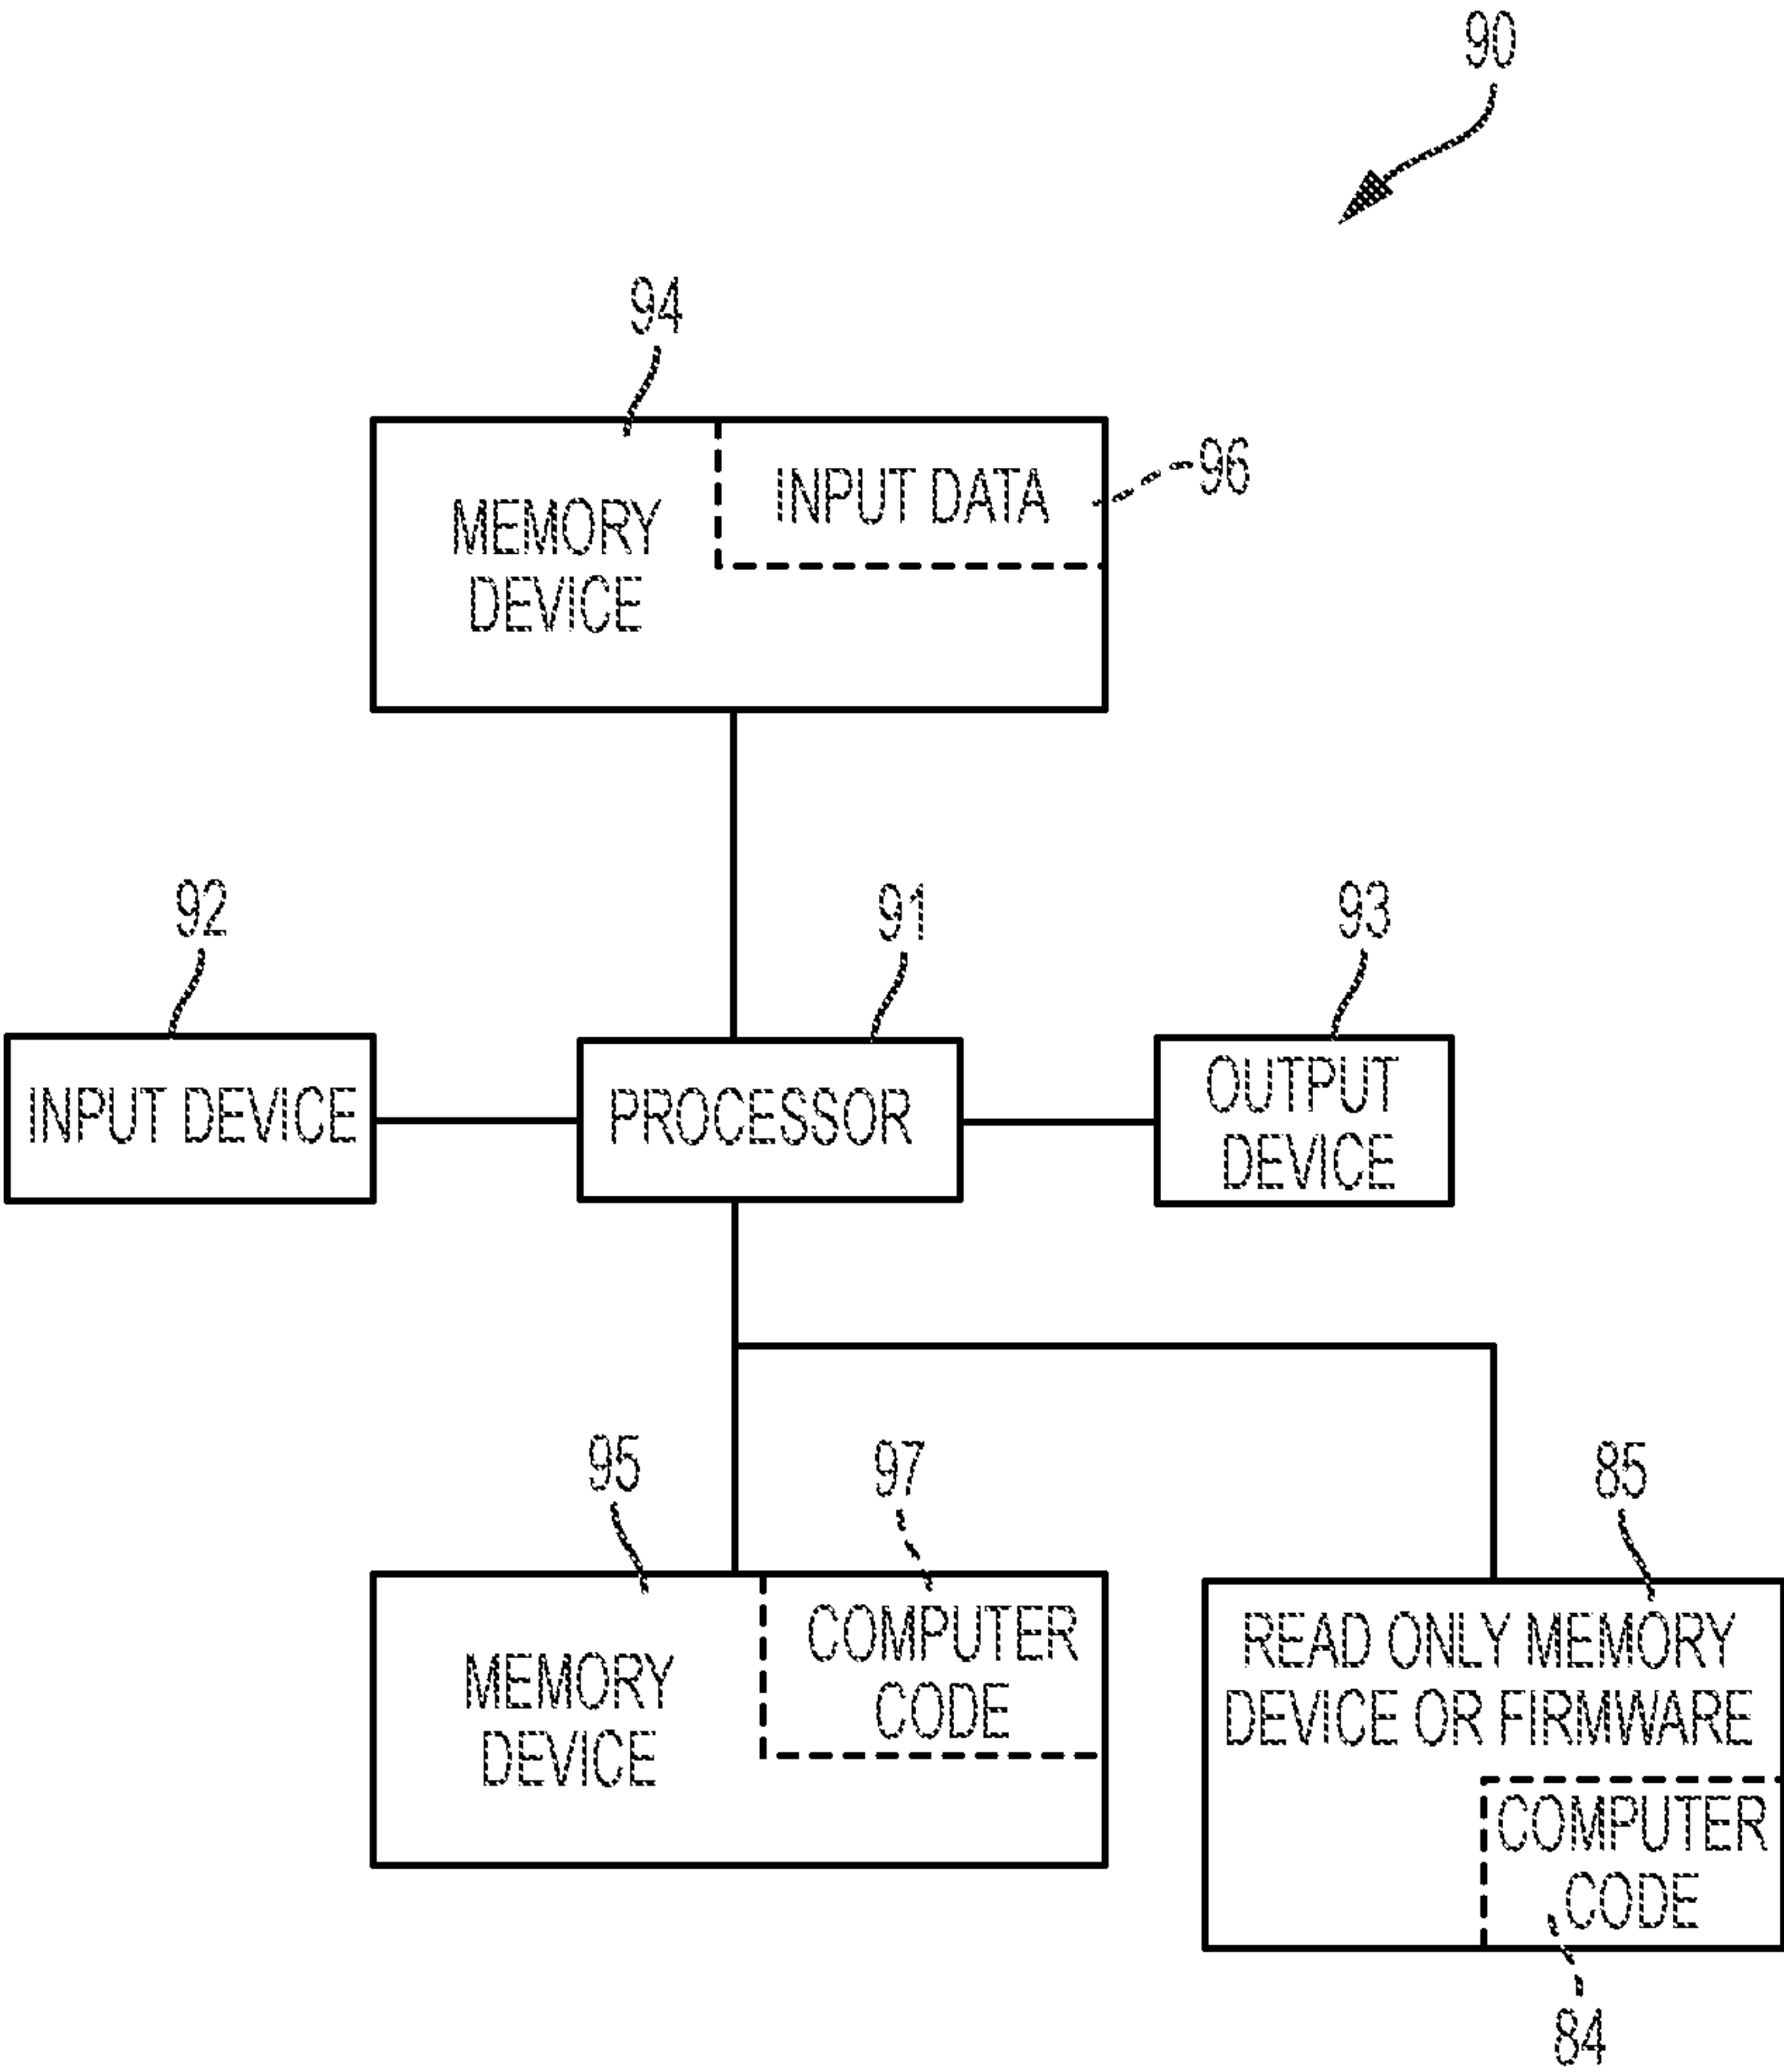 90
94
INPUT DATA
96
MEMORY
DEVICE
92
91
93
INPUT DEVICE
PROCESSOR
OUTPUT
DEVICE
95
97
85
MEMORY
DEVICE
COMPUTER
CODE
READ ONLY MEMORY
DEVICE OR FIRMWARE
COMPUTER
CODE
84